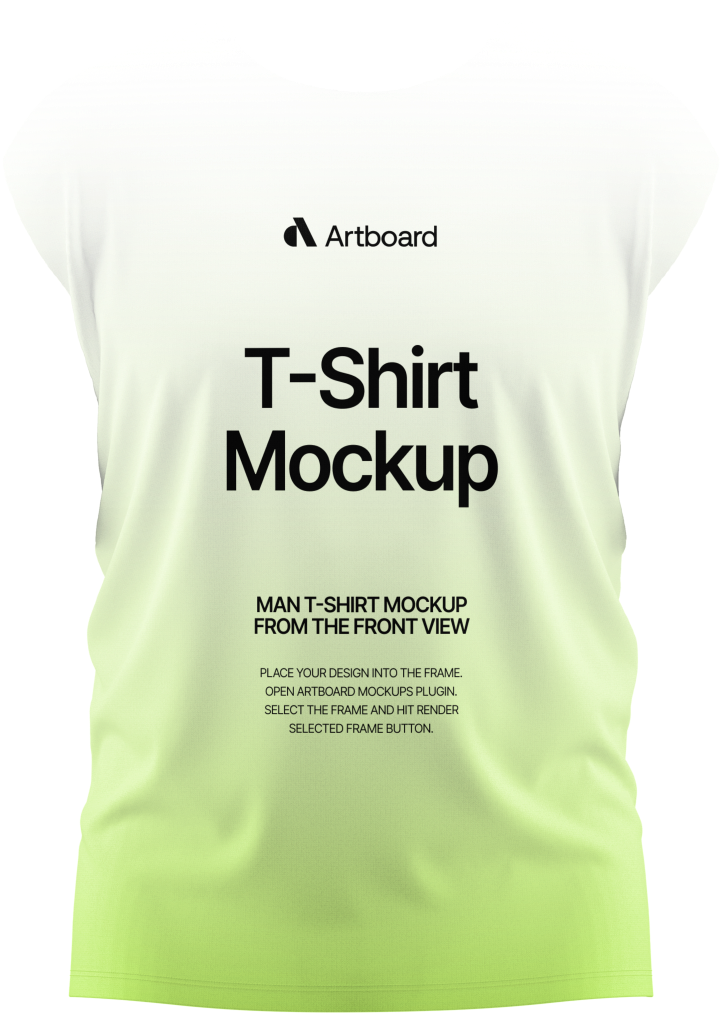 Artboard
T-Shirt
Mockup
MAN T-SHIRT MOCKUP
FROM THE FRONT VIEW
PLACE YOUR DESIGN INTO THE FRAME.
OPEN ARTBOARD MOCKUPS PLUGIN.
SELECT THE FRAME AND HIT RENDER
SELECTED FRAME BUTTON.